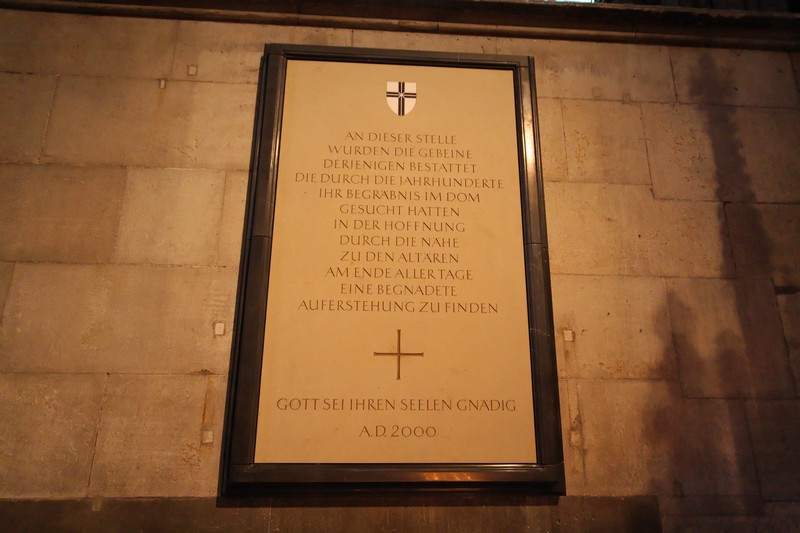 AN DIESER STELLE
WURDEN DIE GEBEINE
DERJENIGEN BESTATTET
DIE DURCH DIE JAHRHUNDERTE
IHR BEGRÄBNIS IM DOM
GESUCHT HATTEN
IN DER HOFFNUNG
DURCH DIE NÄHE
ZU DEN ALTÄREN
AM ENDE ALLER TAGE
EINE BEGNADETE
AUFERSTEHUNG ZU FINDEN
GOTT SEI IHREN SEELEN GNÄDIG
A.D. 2000